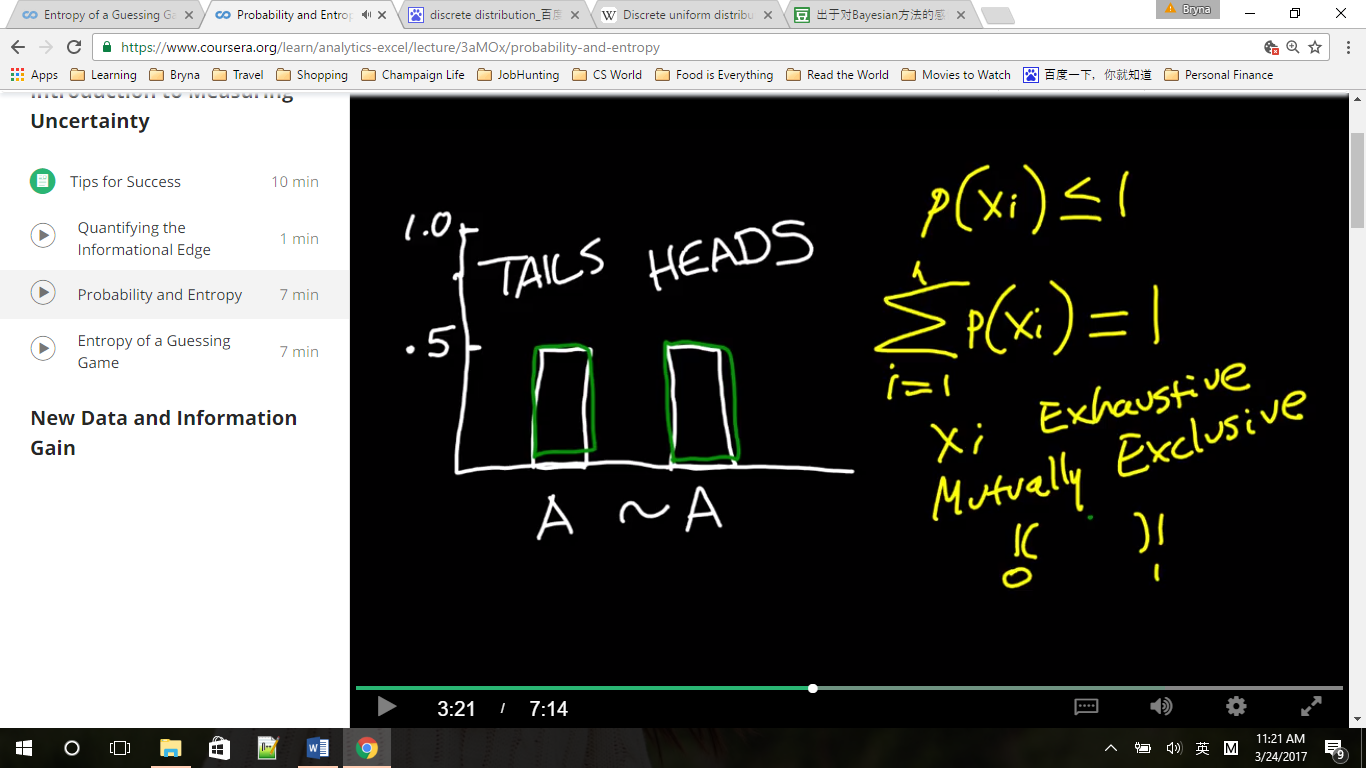 Entropy of a Guessing Ga
Probability and Entrop
discrete distribution_百度
Discrete uniform distribu
出于对Bayesian方法的感
Bryna
https://www.coursera.org/learn/analytics-excel/lecture/3aMOx/probability-and-entropy
Apps Learning Bryna Travel Shopping Champaign Life JobHunting CS World Food is Everything Read the World Movies to Watch 百度一下，你就知道 Personal Finance
Introduction to Measuring
Uncertainty
Tips for Success 10 min
Quantifying the
Informational Edge 1 min
Probability and Entropy 7 min
Entropy of a Guessing
Game 7 min
New Data and Information
Gain
1.0
TAILS HEADS
.5
A ~A
p(xi) ≤ 1
∑ p(xi) = 1
i=1
xi Exhaustive
Mutually Exclusive
|( )|
0 1
3:21 / 7:14
英 M
11:21 AM
3/24/2017
9